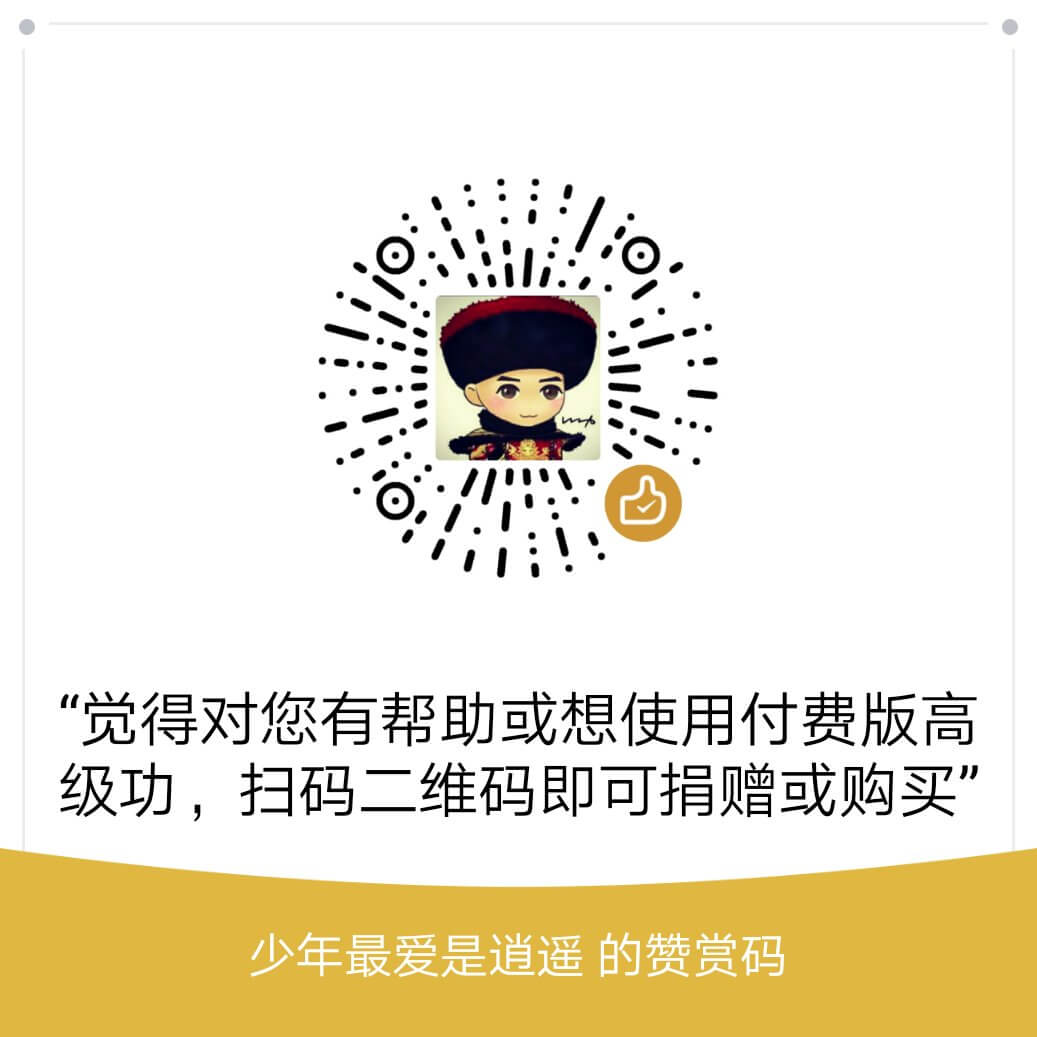 “觉得对您有帮助或想使用付费版高
级功，扫码二维码即可捐赠或购买”
少年最爱是逍遥 的赞赏码